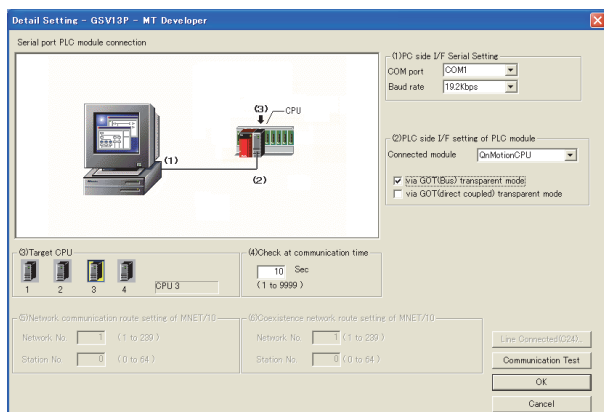 Detail Setting - GSV13P - MT Developer
Serial port PLC module connection
(1)
(2)
(3)
CPU
(1)PC side I/F Serial Setting
COM port COM1
Baud rate 19.2Kbps
(2)PLC side I/F setting of PLC module
Connected module QnMotionCPU
via GOT(Bus) transparent mode
via GOT(direct coupled) transparent mode
(3)Target CPU
1 2 3 4 CPU 3
(4)Check at communication time
10 Sec
(1 to 9999 )
(5)Network communication route setting of MNET/10
Network No. 1 (1 to 239 )
Station No. 0 (0 to 64 )
(6)Coexistence network route setting of MNET/10
Network No. 1 (1 to 239 )
Station No. 0 (0 to 64 )
Line Connected(C24)...
Communication Test
OK
Cancel